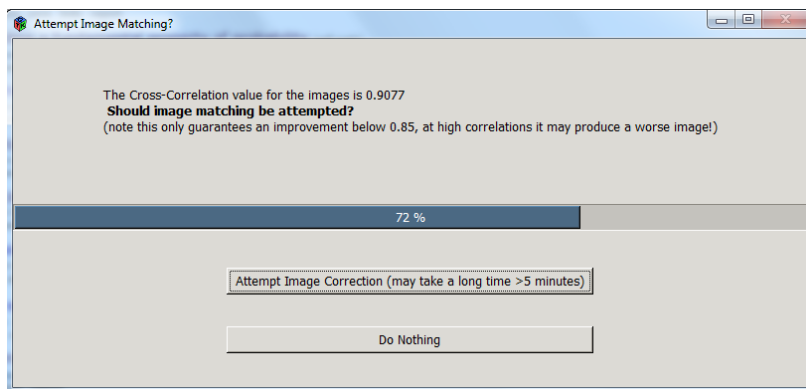 Attempt Image Matching?
The Cross-Correlation value for the images is 0.9077
Should image matching be attempted?
(note this only guarantees an improvement below 0.85, at high correlations it may produce a worse image!)
72 %
Attempt Image Correction (may take a long time >5 minutes)
Do Nothing